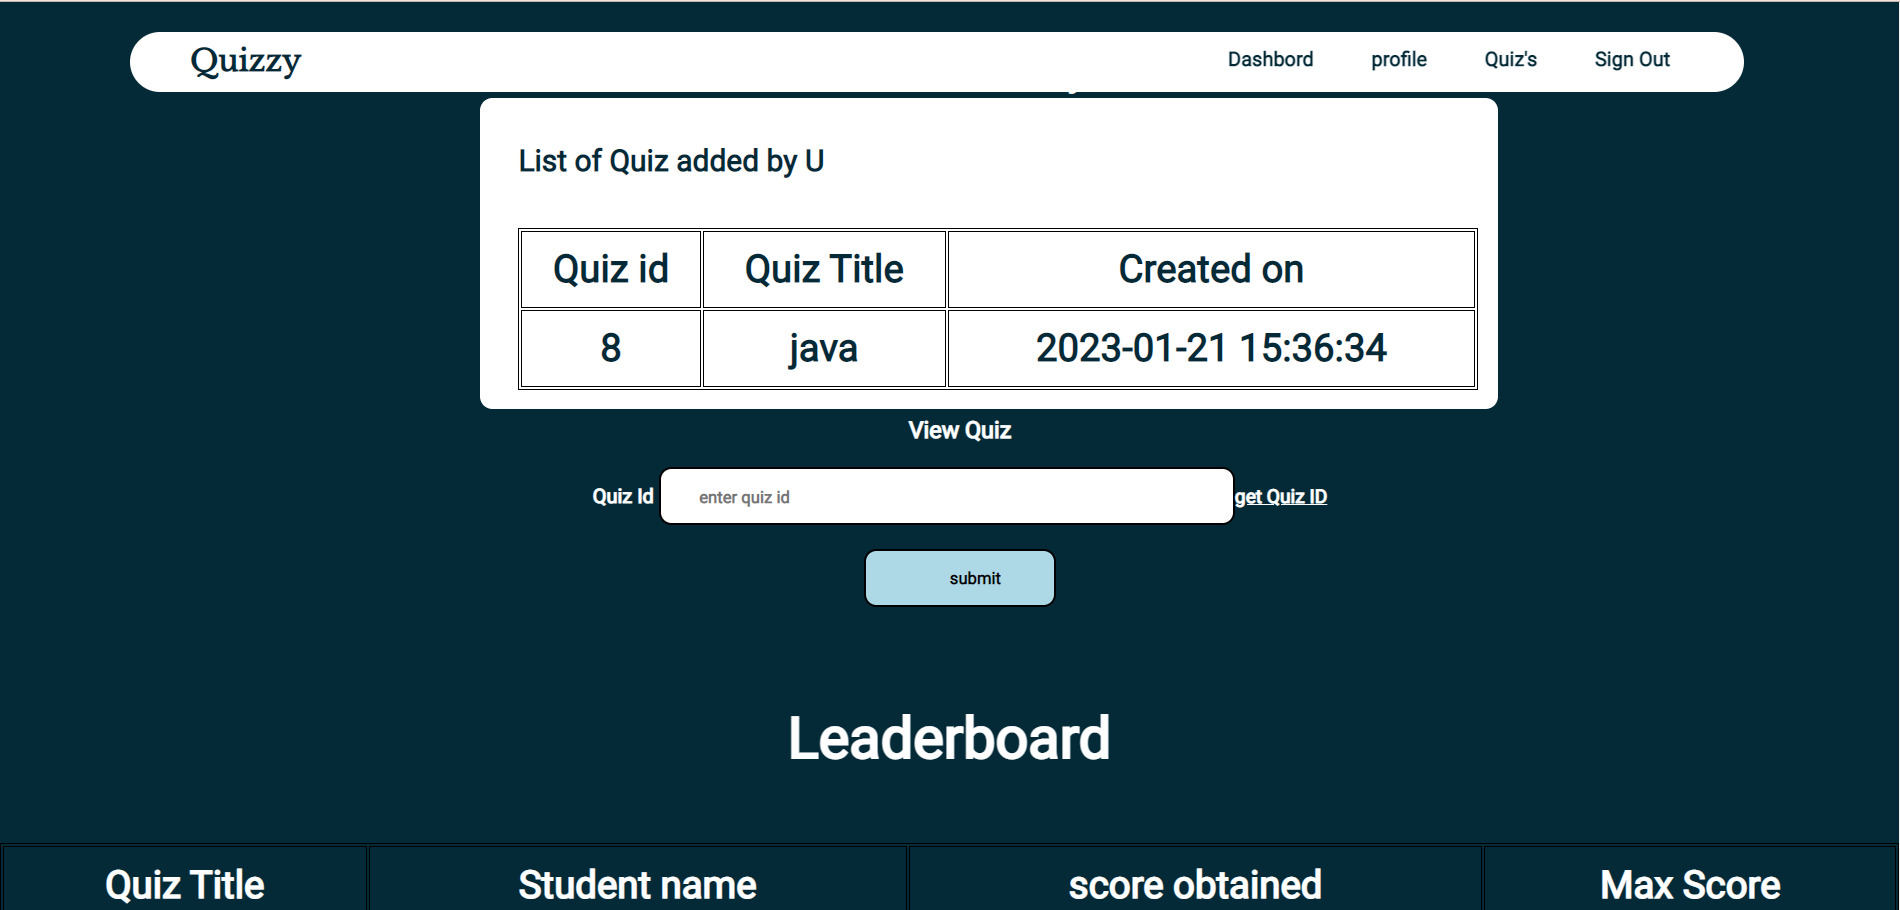 Quizzy Dashbord profile Quiz's Sign Out
List of Quiz added by U
Quiz id Quiz Title Created on
8 java 2023-01-21 15:36:34
View Quiz
Quiz Id enter quiz id get Quiz ID
submit
Leaderboard
Quiz Title Student name score obtained Max Score